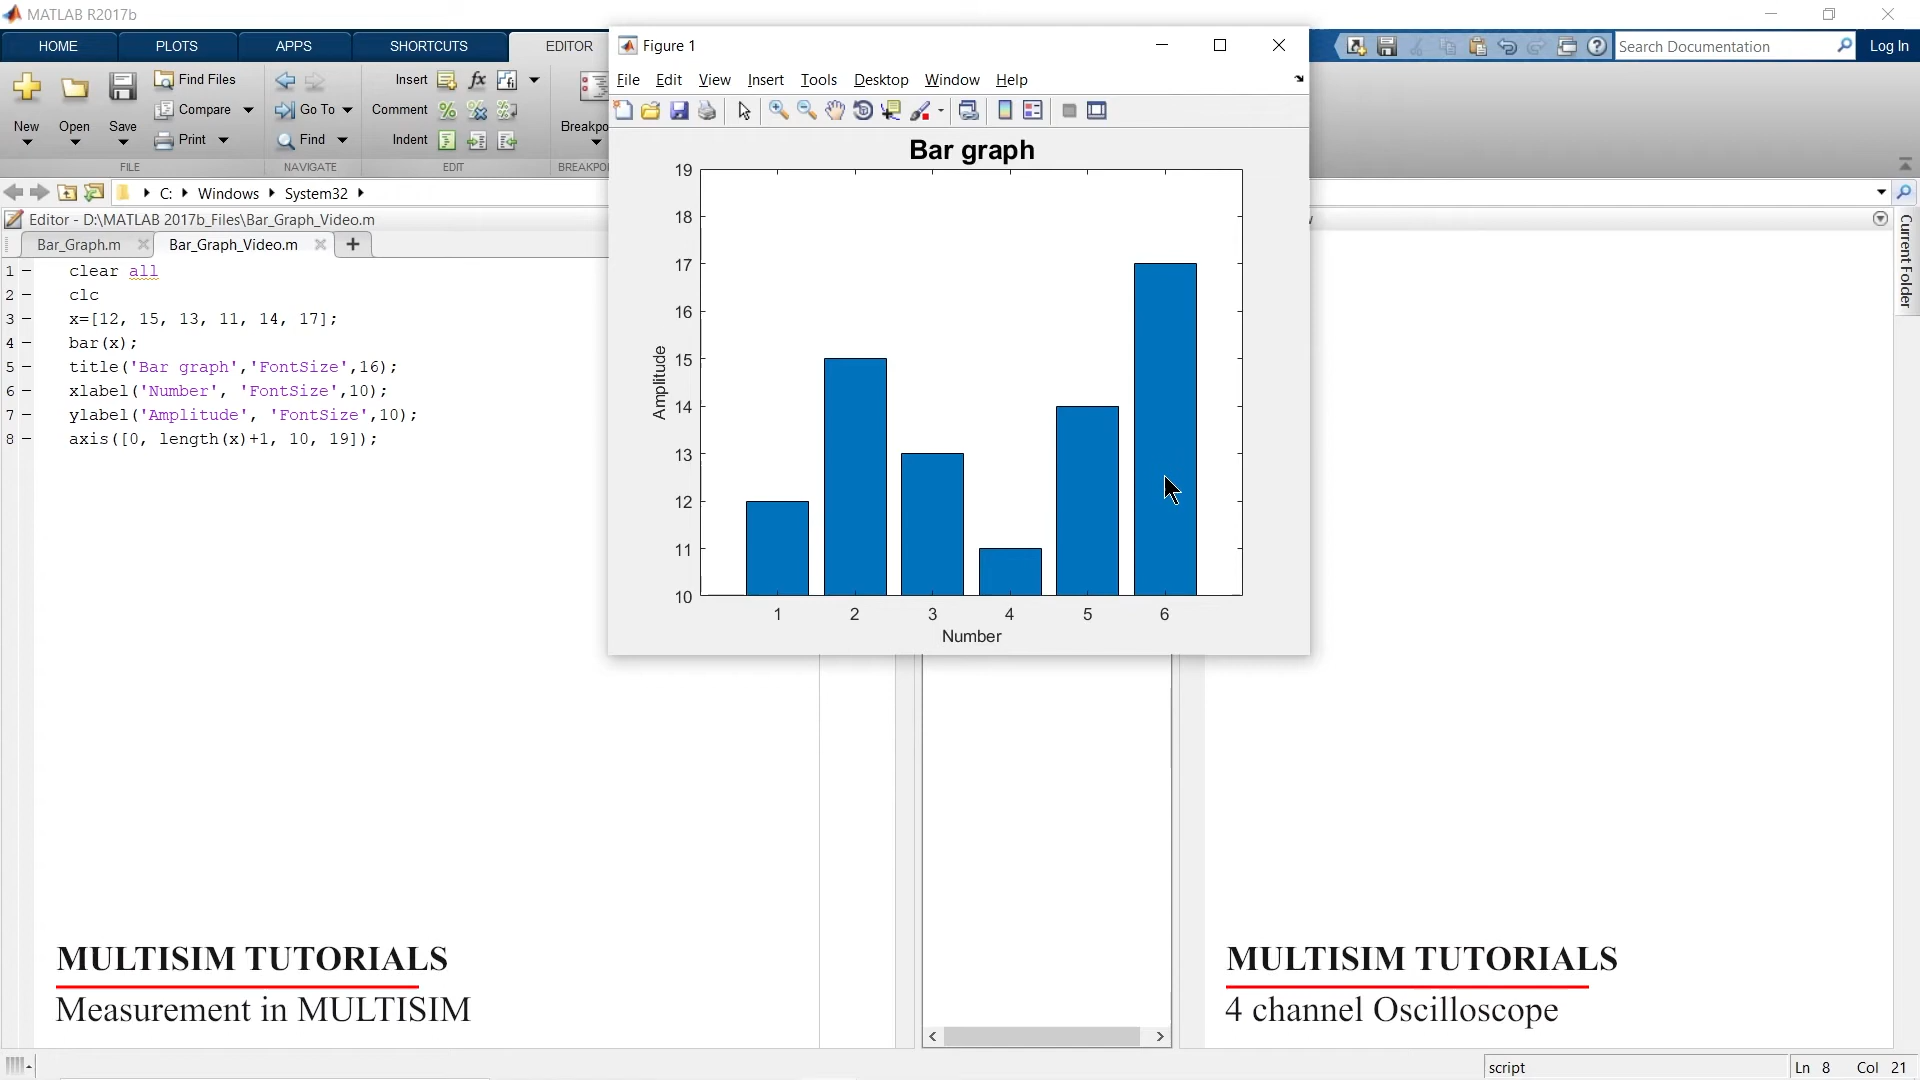 MATLAB R2017b
HOME PLOTS APPS SHORTCUTS EDITOR
Search Documentation Log In
New Open Save
Find Files
Compare
Print
FILE
Go To
Find
NAVIGATE
Insert fx
Comment
Indent
EDIT
C: Windows System32
Editor - D:\MATLAB 2017b_Files\Bar_Graph_Video.m
Bar_Graph.m Bar_Graph_Video.m
1 clear all
2 clc
3 x=[12, 15, 13, 11, 14, 17];
4 bar(x);
5 title('Bar graph','FontSize',16);
6 xlabel('Number', 'FontSize',10);
7 ylabel('Amplitude', 'FontSize',10);
8 axis([0, length(x)+1, 10, 19]);
Figure 1
File Edit View Insert Tools Desktop Window Help
Bar graph
19
18
17
16
15
14
13
12
11
10
Amplitude
1 2 3 4 5 6
Number
Current Folder
MULTISIM TUTORIALS
Measurement in MULTISIM
MULTISIM TUTORIALS
4 channel Oscilloscope
script Ln 8 Col 21